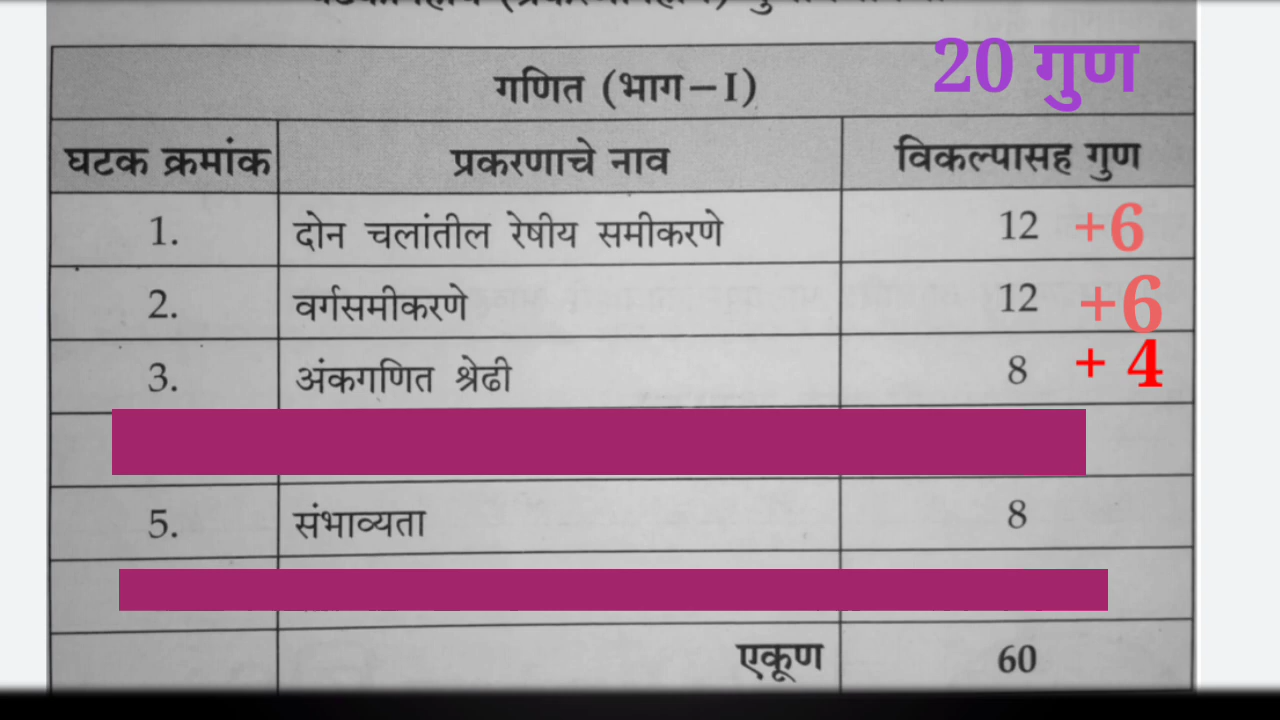 20 गुण
गणित (भाग–I)
घटक क्रमांक प्रकरणाचे नाव विकल्पासह गुण
1. दोन चलांतील रेषीय समीकरणे 12 +6
2. वर्गसमीकरणे 12 +6
3. अंकगणित श्रेढी 8 + 4
5. संभाव्यता 8
एकूण 60